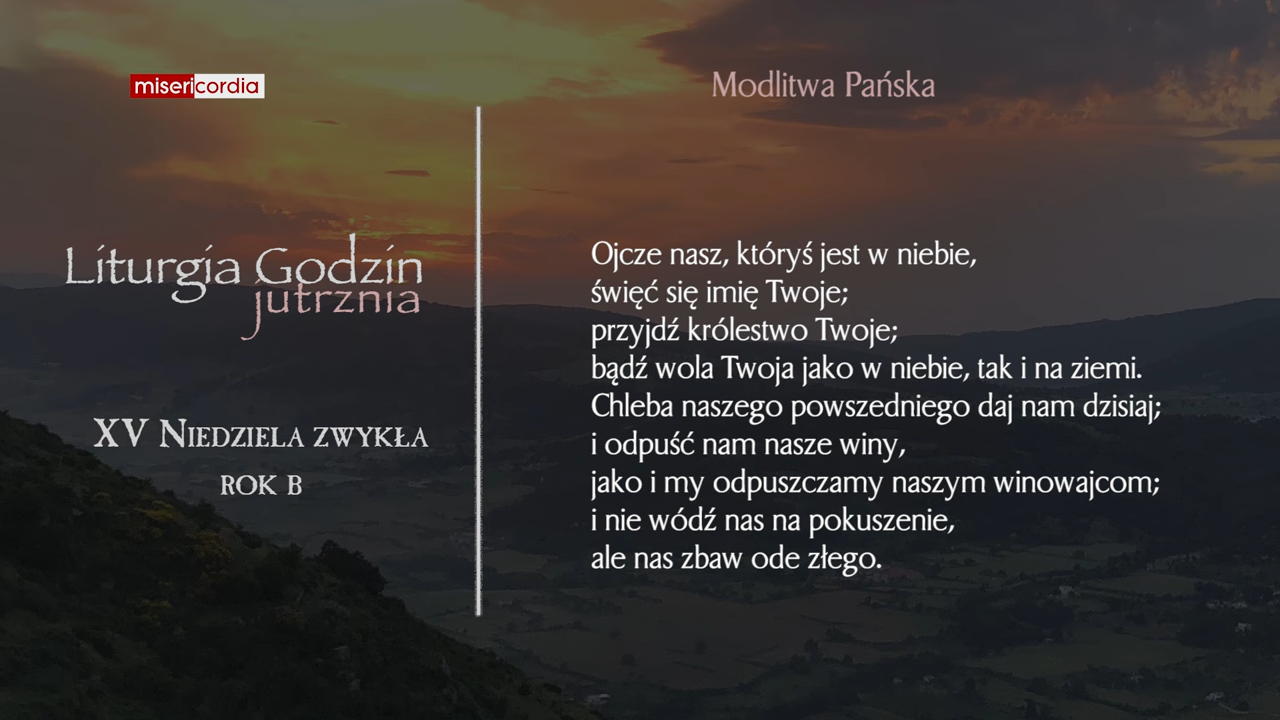 misericordia
Liturgia Godzin
jutrznia
XV Niedziela zwykła
rok B
Modlitwa Pańska
Ojcze nasz, któryś jest w niebie,
święć się imię Twoje;
przyjdź królestwo Twoje;
bądź wola Twoja jako w niebie, tak i na ziemi.
Chleba naszego powszedniego daj nam dzisiaj;
i odpuść nam nasze winy,
jako i my odpuszczamy naszym winowajcom;
i nie wódź nas na pokuszenie,
ale nas zbaw ode złego.